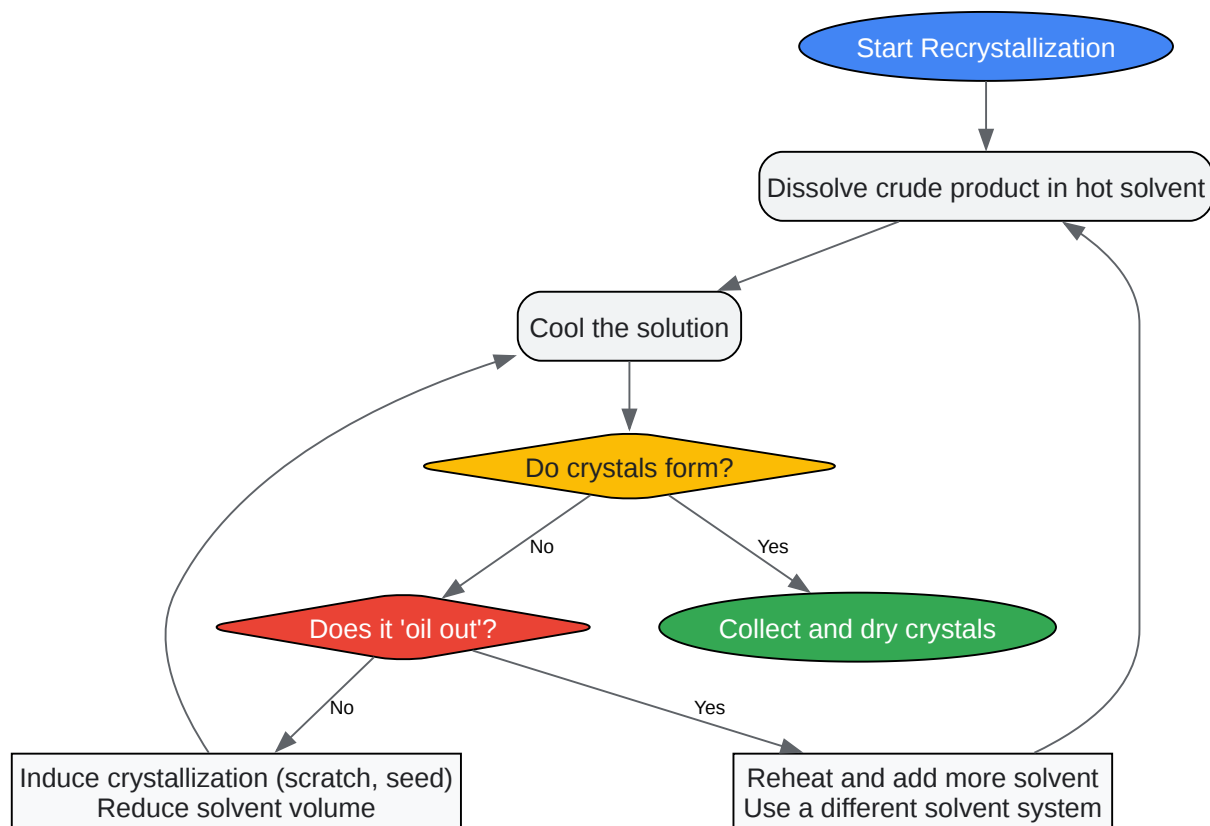 Start Recrystallization
Dissolve crude product in hot solvent
Cool the solution
Do crystals form?
No
Yes
Does it 'oil out'?
Collect and dry crystals
No
Yes
Induce crystallization (scratch, seed)
Reduce solvent volume
Reheat and add more solvent
Use a different solvent system